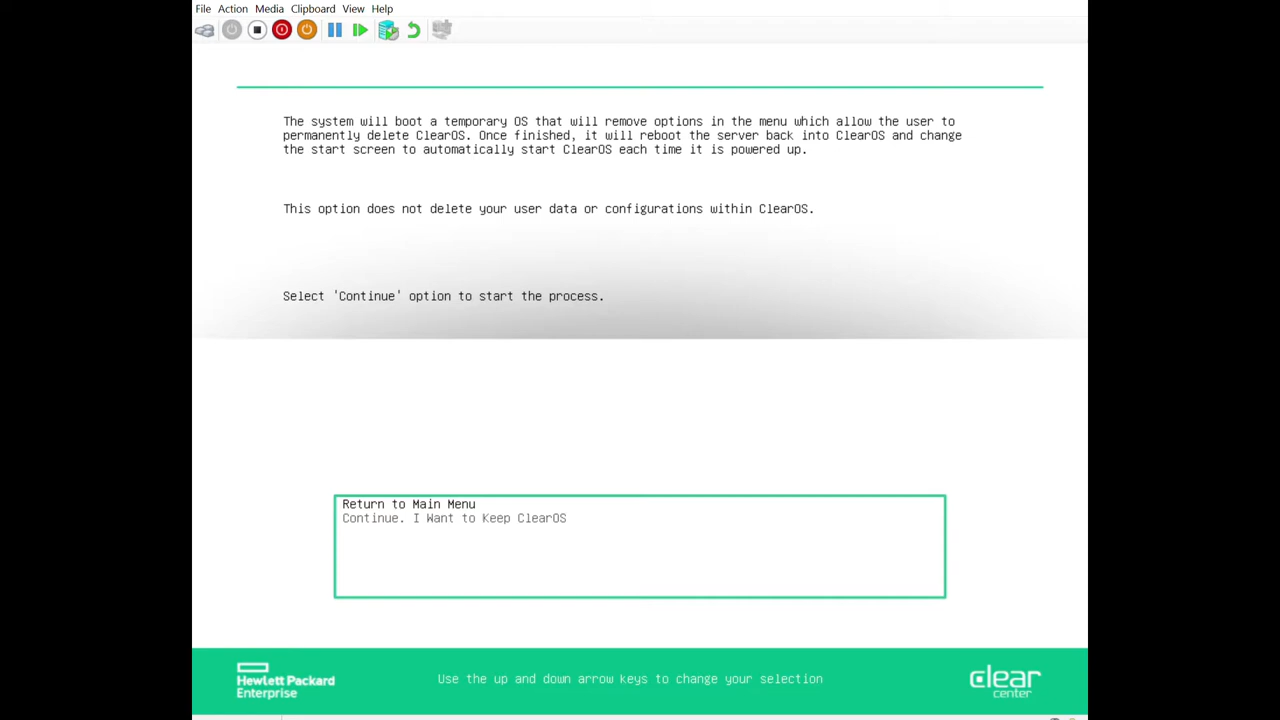 File Action Media Clipboard View Help
The system will boot a temporary OS that will remove options in the menu which allow the user to
permanently delete ClearOS. Once finished, it will reboot the server back into ClearOS and change
the start screen to automatically start ClearOS each time it is powered up.
This option does not delete your user data or configurations within ClearOS.
Select 'Continue' option to start the process.
Return to Main Menu
Continue. I Want to Keep ClearOS
Hewlett Packard
Enterprise
Use the up and down arrow keys to change your selection
clear
center